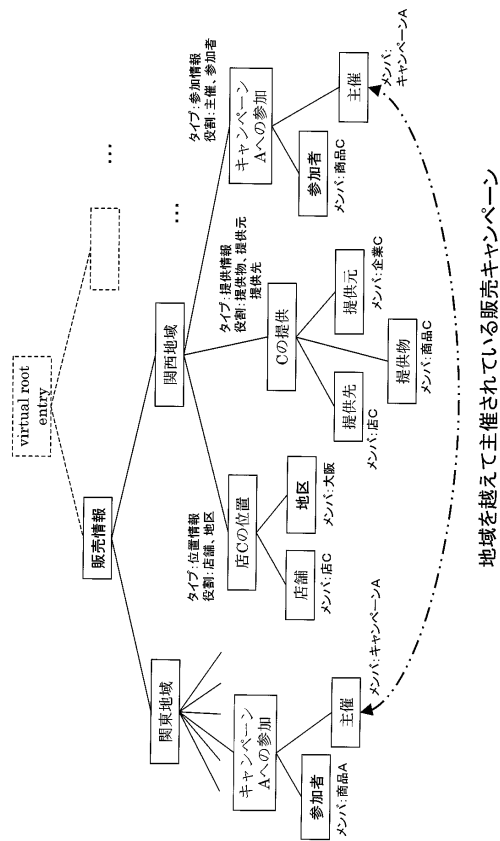 virtual root
entry
...
販売情報
関東地域
関西地域
...
キャンペーン
Aへの参加
参加者
メンバ:商品A
主催
メンバ:キャンペーンA
タイプ:位置情報
役割:店舗、地区
店Cの位置
店舗
メンバ:店C
地区
メンバ:大阪
タイプ:提供情報
役割:提供物、提供元
提供先
Cの提供
提供先
メンバ:店C
提供物
メンバ:商品C
提供元
メンバ:企業C
タイプ:参加情報
役割:主催、参加者
キャンペーン
Aへの参加
参加者
メンバ:商品C
主催
メンバ:
キャンペーンA
地域を越えて主催されている販売キャンペーン